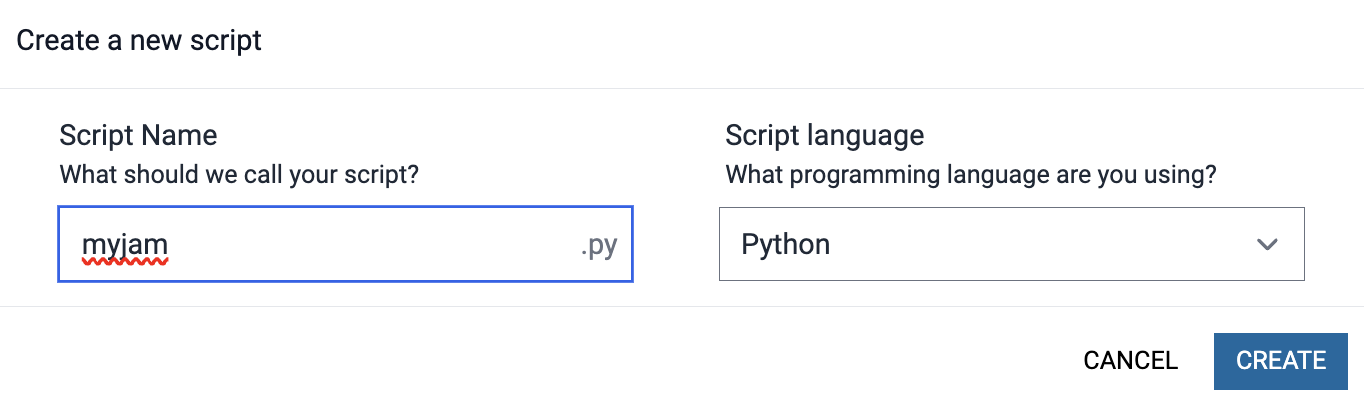 Create a new script
Script Name
What should we call your script?
myjam .py
Script language
What programming language are you using?
Python
CANCEL CREATE